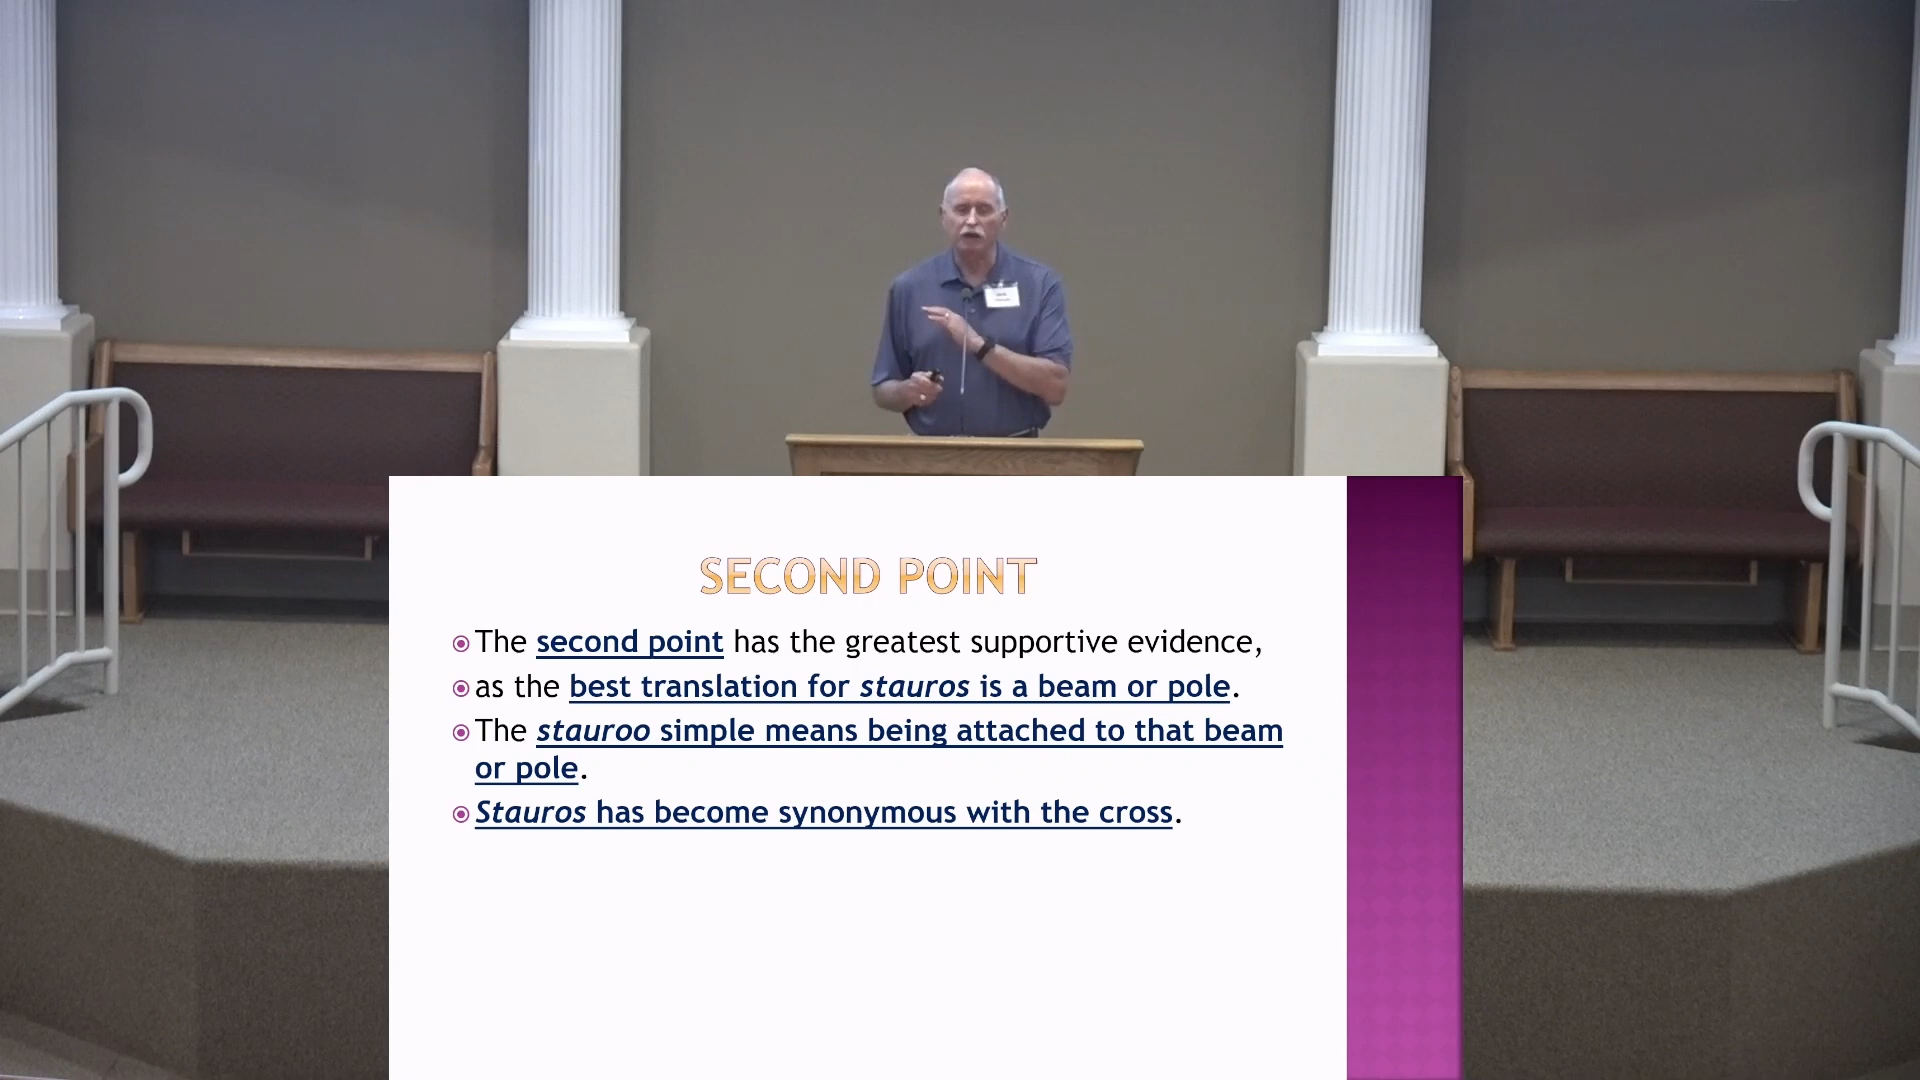 SECOND POINT
The second point has the greatest supportive evidence,
as the best translation for stauros is a beam or pole.
The stauroo simple means being attached to that beam
or pole.
Stauros has become synonymous with the cross.